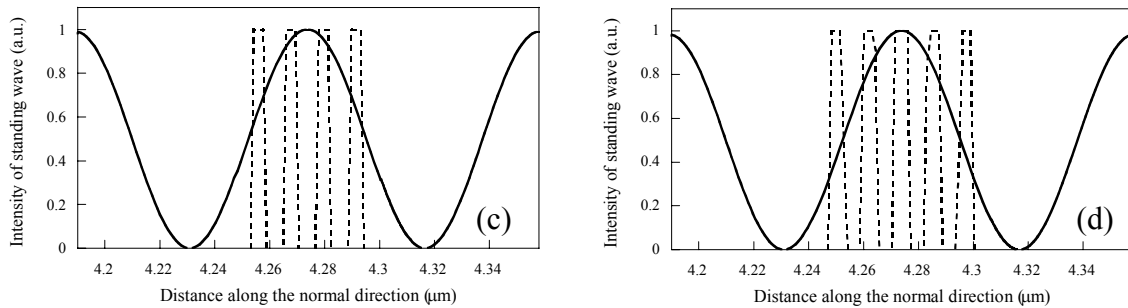 Intensity of standing wave (a.u.)
1
0.8
0.6
0.4
0.2
0
4.2 4.22 4.24 4.26 4.28 4.3 4.32 4.34
Distance along the normal direction (μm)
(c)
Intensity of standing wave (a.u.)
1
0.8
0.6
0.4
0.2
0
4.2 4.22 4.24 4.26 4.28 4.3 4.32 4.34
Distance along the normal direction (μm)
(d)